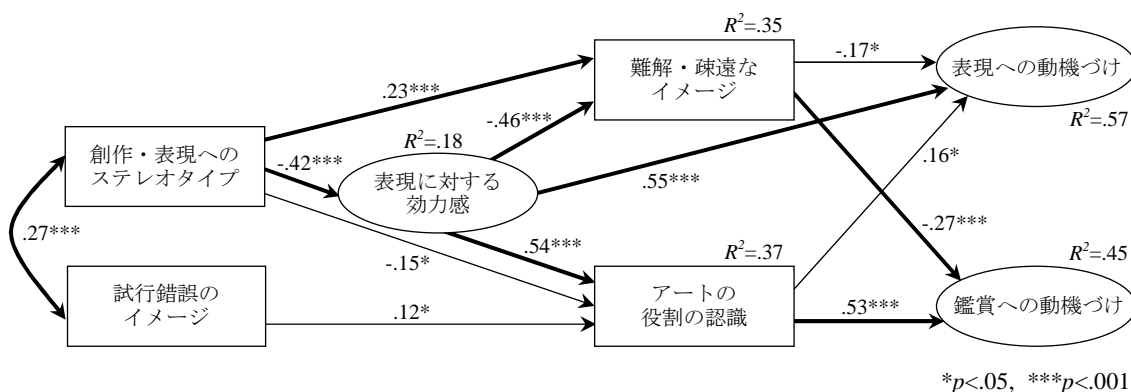 R²=.35
難解・疎遠な
イメージ
-.17*
表現への動機づけ
R²=.57
.23***
-.46***
R²=.18
創作・表現への
ステレオタイプ
-.42***
表現に対する
効力感
.55***
.16*
.27***
.54***
-.15*
-.27***
R²=.37
R²=.45
試行錯誤の
イメージ
.12*
アートの
役割の認識
.53***
鑑賞への動機づけ
*p<.05, ***p<.001